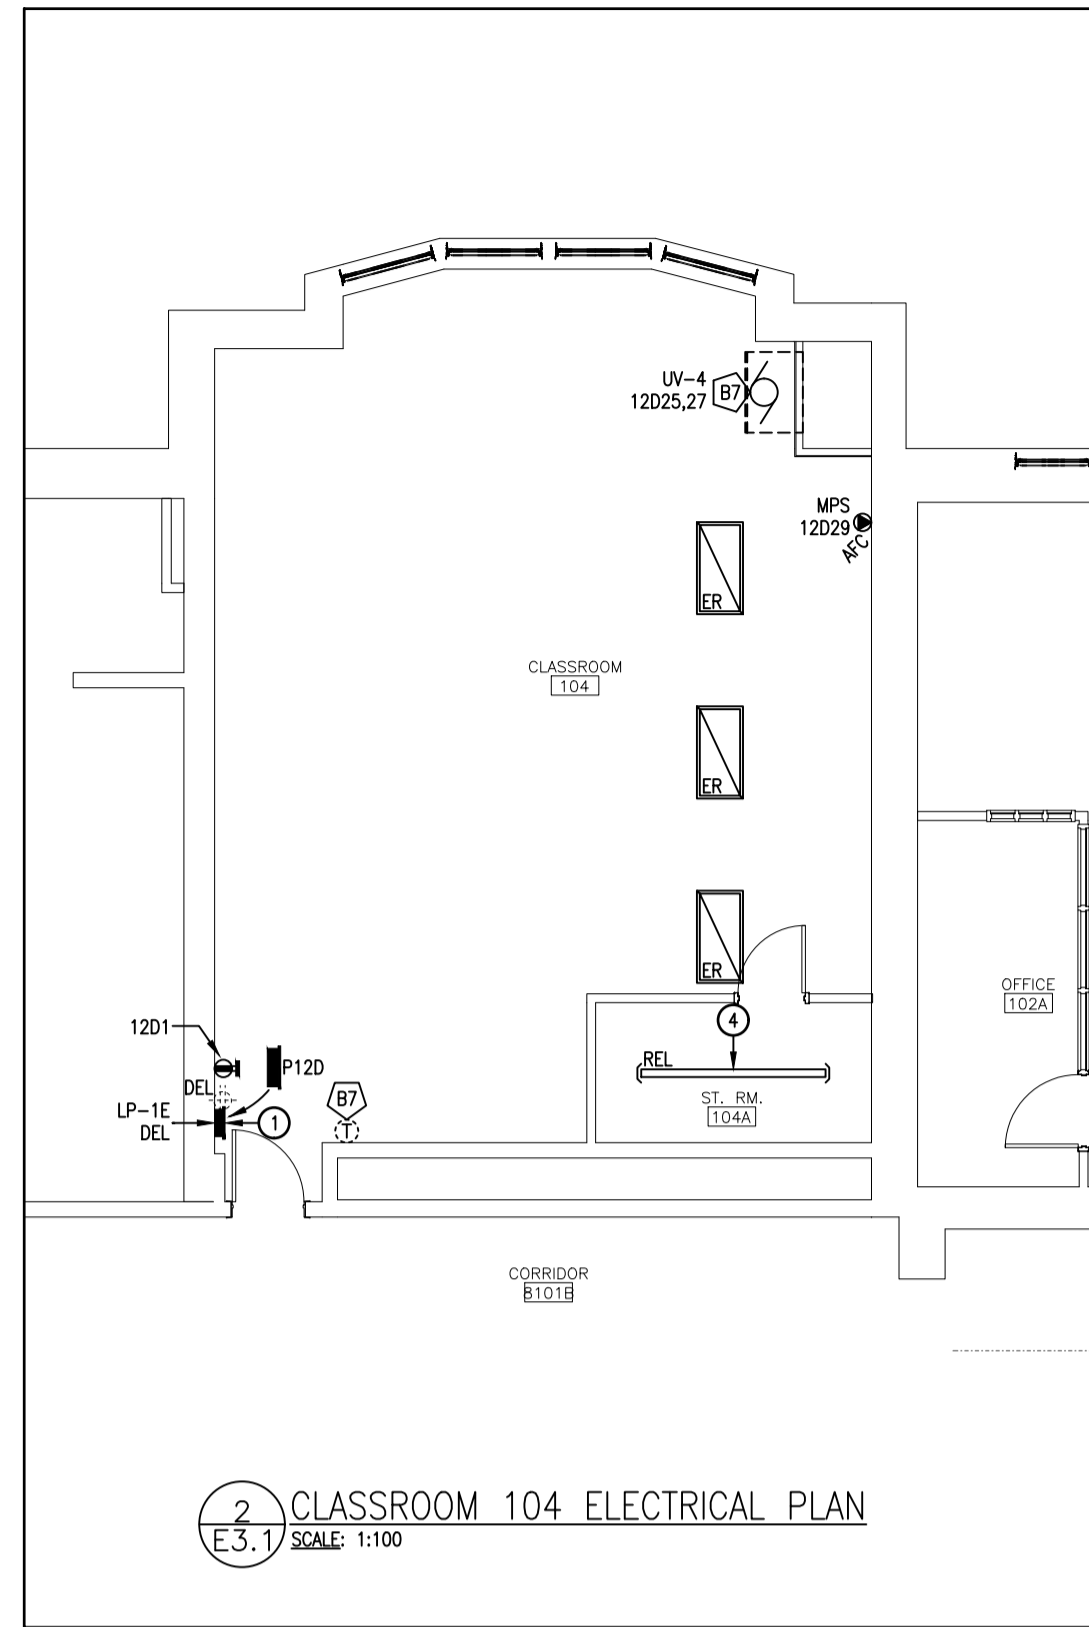 UV-4
12D25,27
B7
MPS
12D29
AFC
ER
CLASSROOM
104
ER
ER
OFFICE
102A
4
12D1
P12D
REL
DEL
B7
ST. RM.
104A
LP-1E
DEL
1
T
CORRIDOR
B101B
2
E3.1
CLASSROOM 104 ELECTRICAL PLAN
SCALE: 1:100